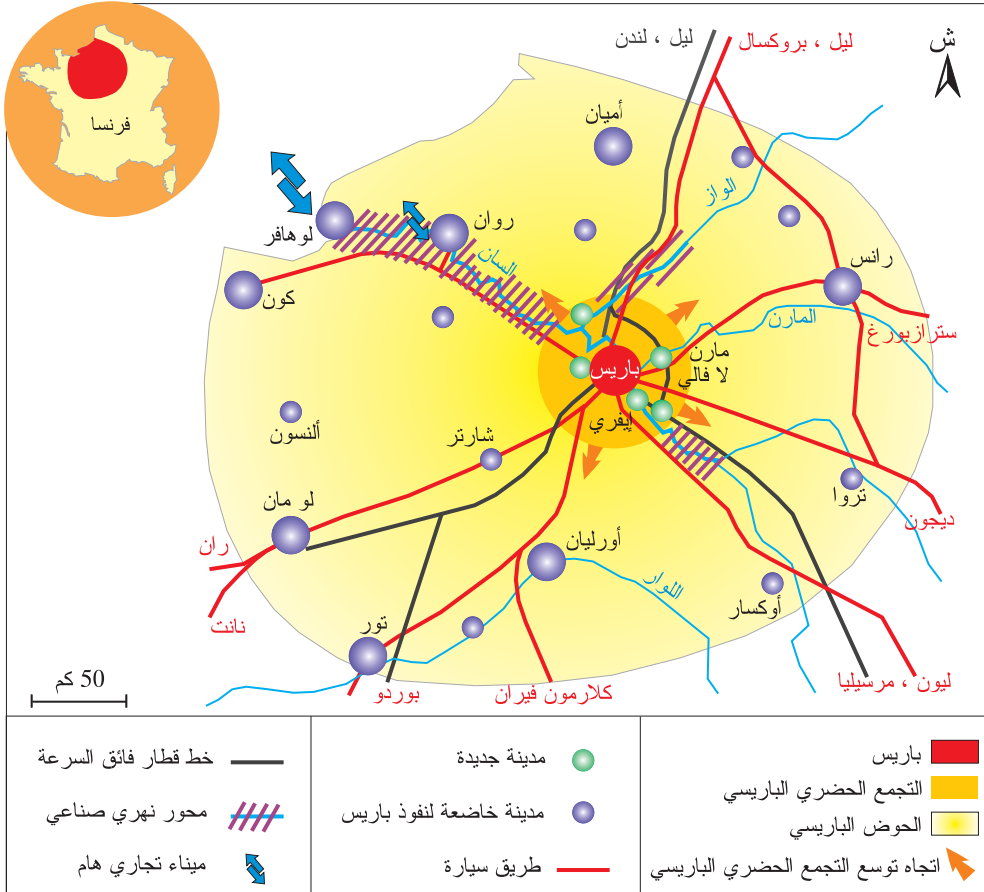 ش
ليل ، لندن
ليل ، بروكسال
فرنسا
أميان
الواز
لوهافر
روان
السان
رانس
كون
المارن
سترازبورغ
باريس
مارن
لا فالي
إيفري
ألنسون
شارتر
تروا
ديجون
لو مان
ران
أورليان
اللوار
أوكسار
نانت
تور
50 كم
بوردو
كلارمون فيران
ليون ، مرسيليا
باريس
التجمع الحضري الباريسي
الحوض الباريسي
اتجاه توسع التجمع الحضري الباريسي
مدينة جديدة
مدينة خاضعة لنفوذ باريس
طريق سيارة
خط قطار فائق السرعة
محور نهري صناعي
ميناء تجاري هام